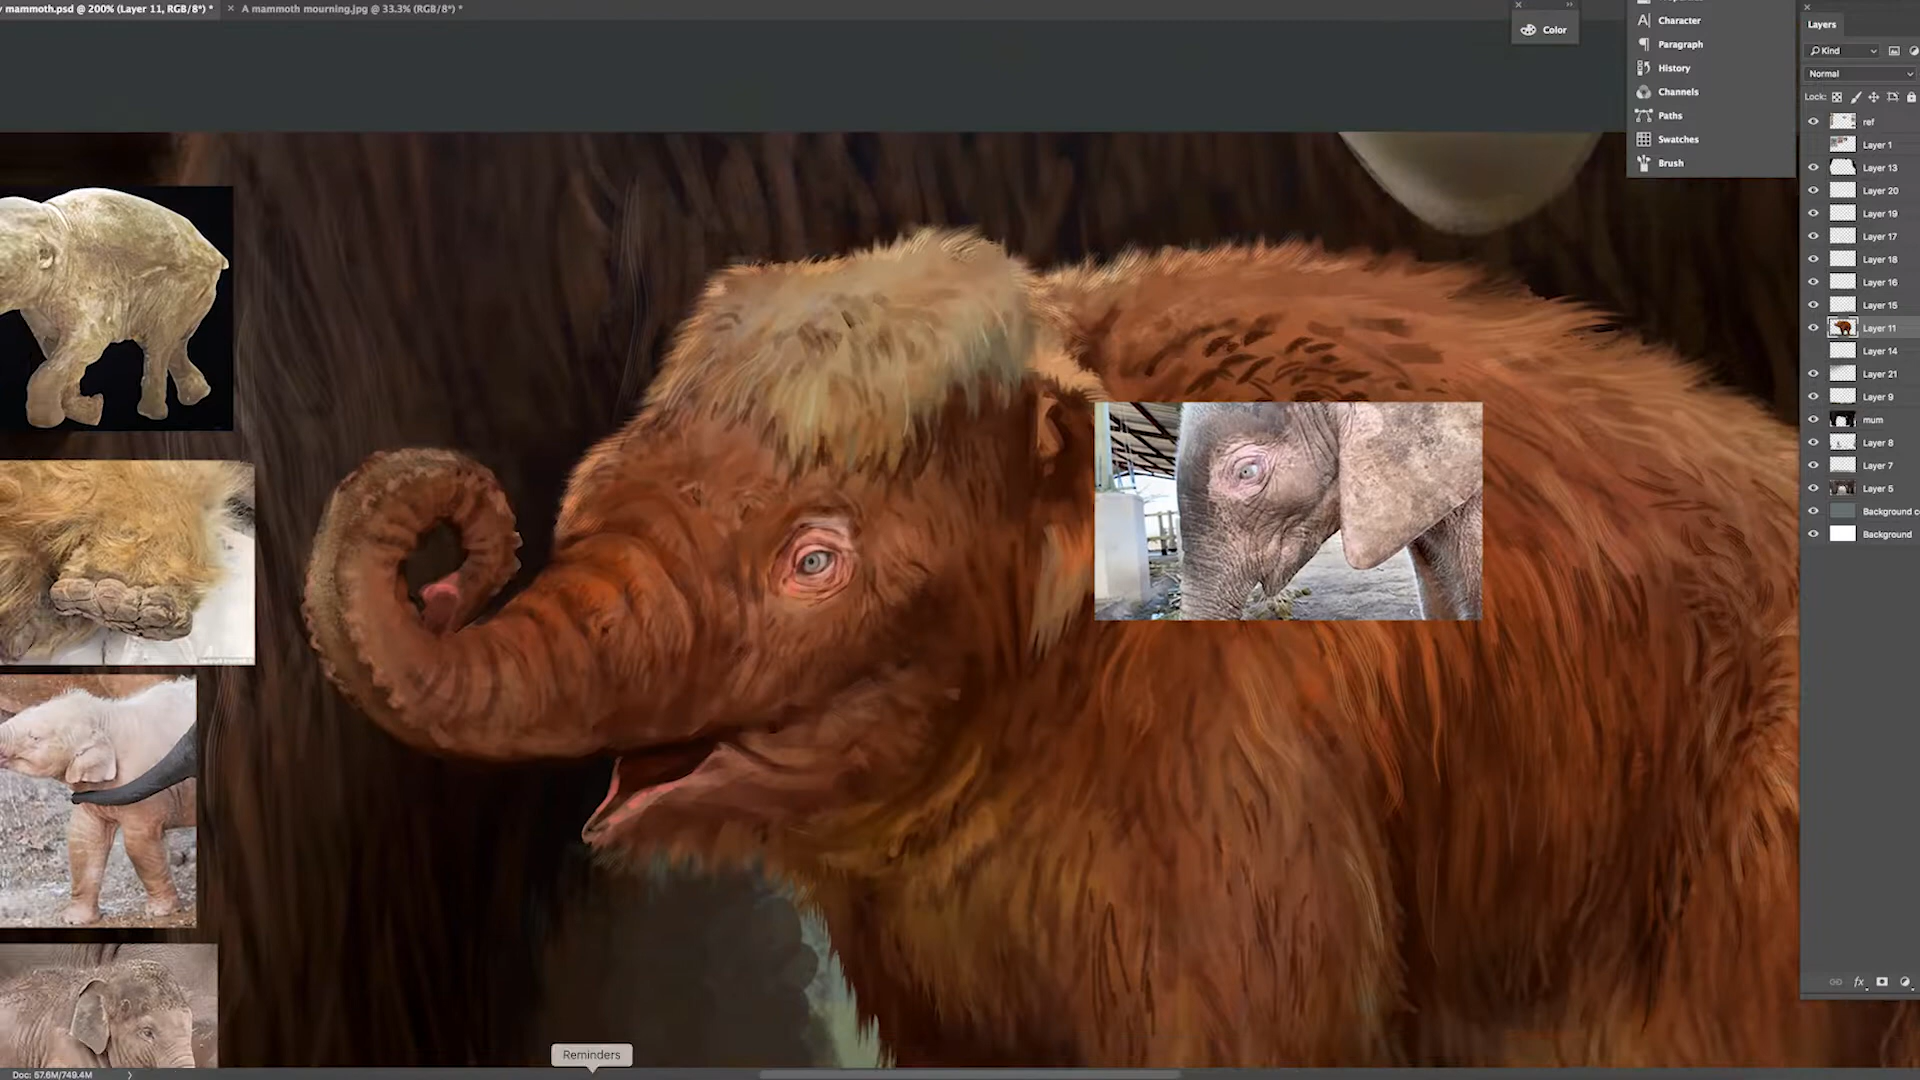 mammoth.psd @ 200% (Layer 11, RGB/8*) *
A mammoth mourning.jpg @ 33.3% (RGB/8*) *
Color
Character
Paragraph
History
Channels
Paths
Swatches
Brush
Layers
Kind
Normal
Lock:
ref
Layer 1
Layer 13
Layer 20
Layer 19
Layer 17
Layer 18
Layer 16
Layer 15
Layer 11
Layer 14
Layer 21
Layer 9
mum
Layer 8
Layer 7
Layer 5
Background c
Background
fx
Reminders
Doc: 57.6M/749.4M